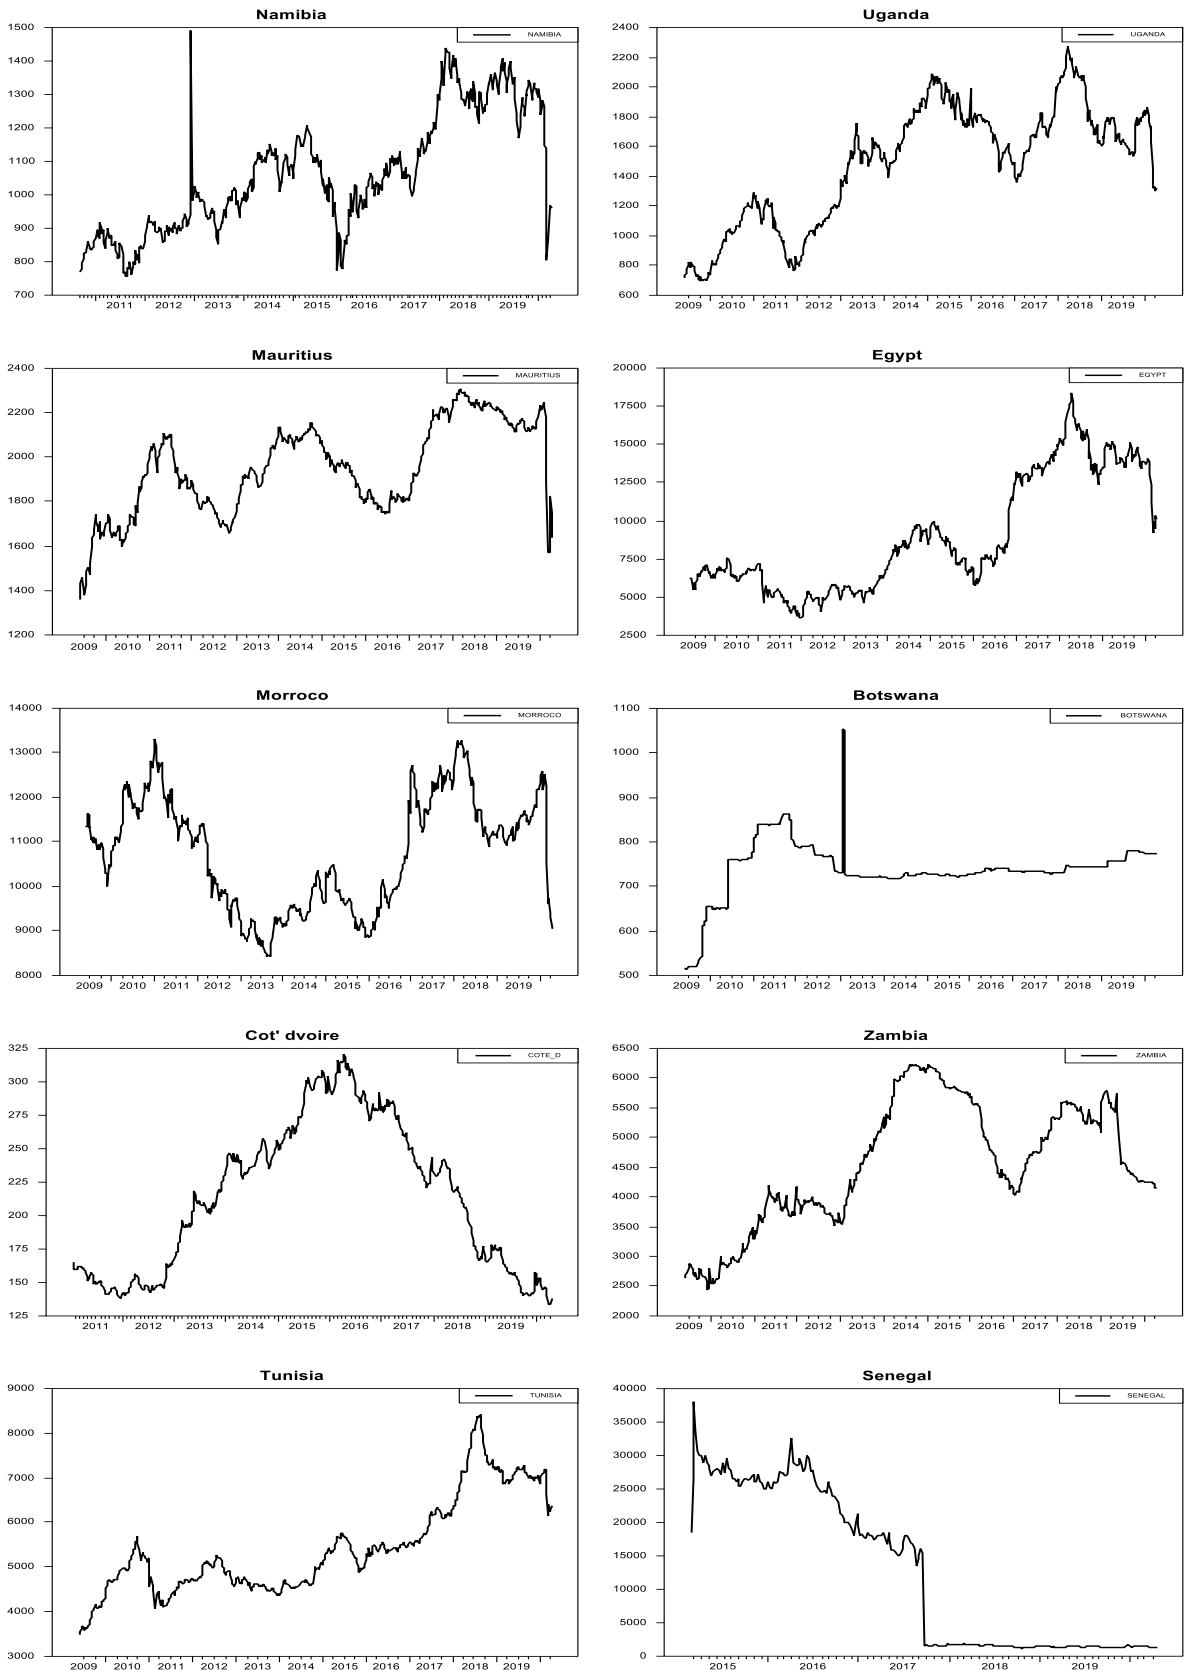 Namibia
NAMIBIA
1500
1400
1300
1200
1100
1000
900
800
700
2011 2012 2013 2014 2015 2016 2017 2018 2019
Uganda
UGANDA
2400
2200
2000
1800
1600
1400
1200
1000
800
600
2009 2010 2011 2012 2013 2014 2015 2016 2017 2018 2019
Mauritius
MAURITIUS
2400
2200
2000
1800
1600
1400
1200
2009 2010 2011 2012 2013 2014 2015 2016 2017 2018 2019
Egypt
EGYPT
20000
17500
15000
12500
10000
7500
5000
2500
2009 2010 2011 2012 2013 2014 2015 2016 2017 2018 2019
Morroco
MORROCO
14000
13000
12000
11000
10000
9000
8000
2009 2010 2011 2012 2013 2014 2015 2016 2017 2018 2019
Botswana
BOTSWANA
1100
1000
900
800
700
600
500
2009 2010 2011 2012 2013 2014 2015 2016 2017 2018 2019
Cot' dvoire
COTE_D
325
300
275
250
225
200
175
150
125
2011 2012 2013 2014 2015 2016 2017 2018 2019
Zambia
ZAMBIA
6500
6000
5500
5000
4500
4000
3500
3000
2500
2000
2009 2010 2011 2012 2013 2014 2015 2016 2017 2018 2019
Tunisia
TUNISIA
9000
8000
7000
6000
5000
4000
3000
2009 2010 2011 2012 2013 2014 2015 2016 2017 2018 2019
Senegal
SENEGAL
40000
35000
30000
25000
20000
15000
10000
5000
0
2015 2016 2017 2018 2019